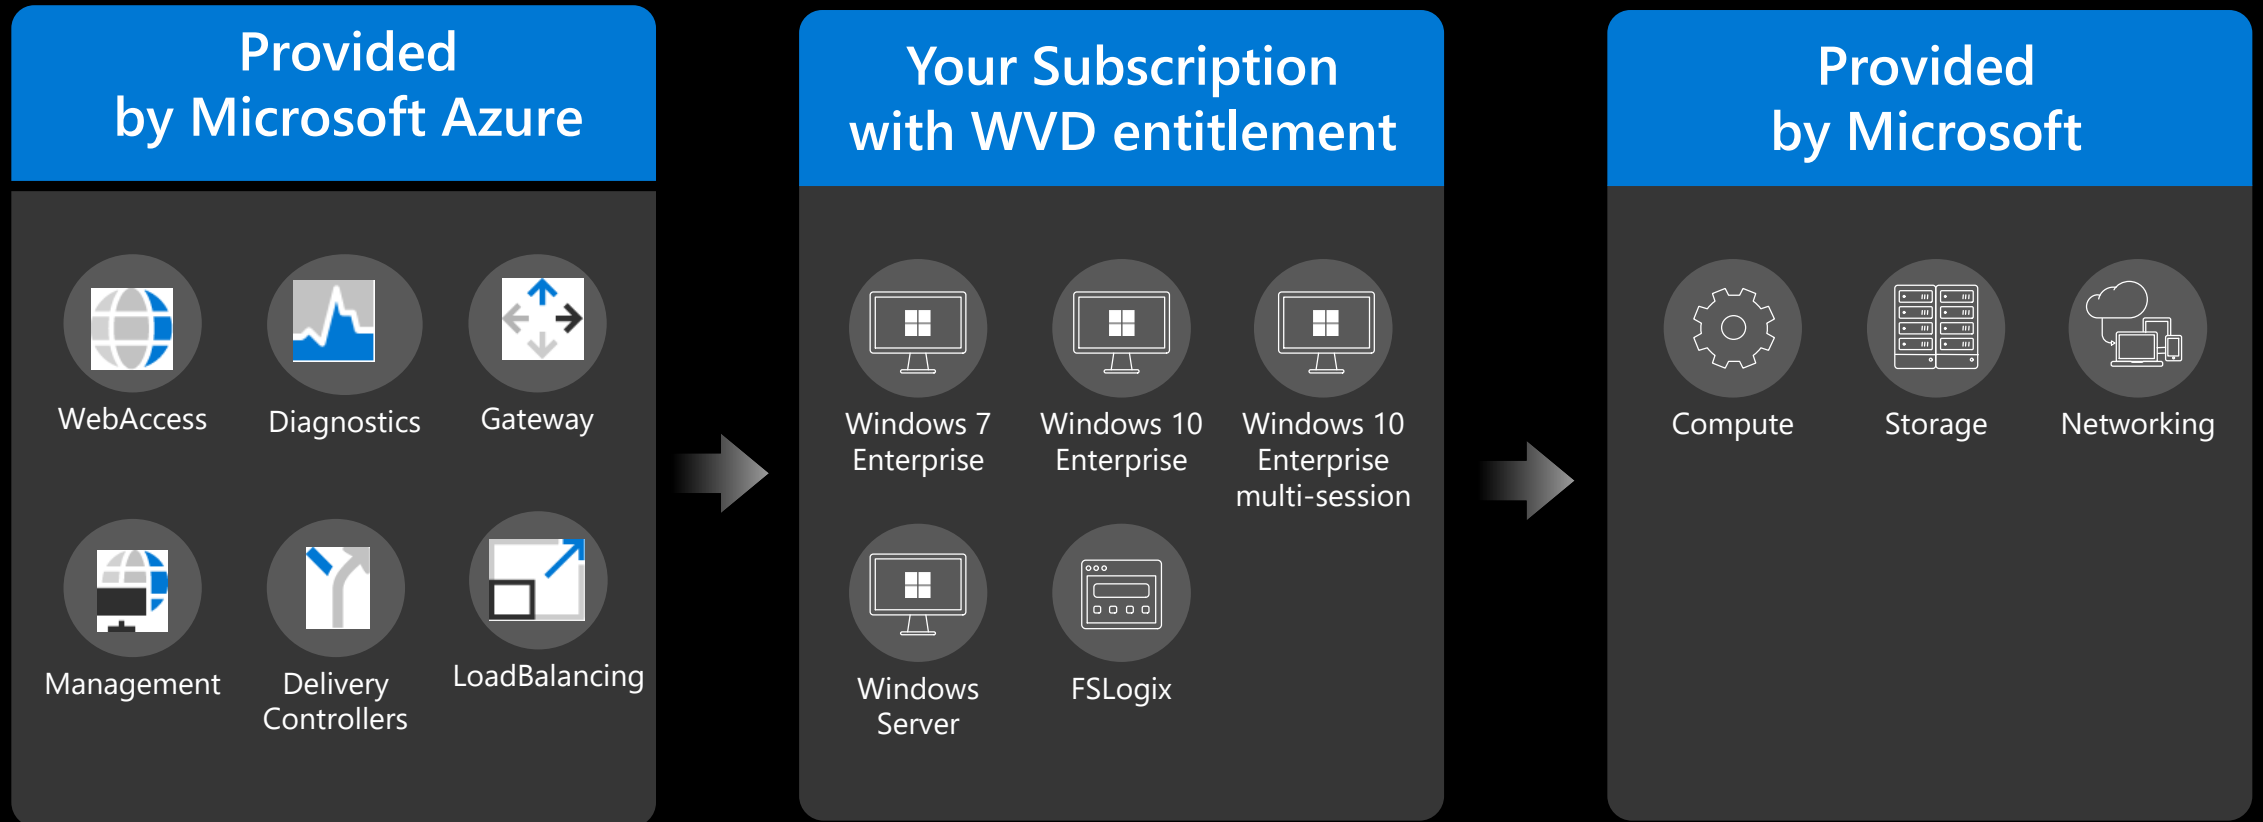 Provided
by Microsoft Azure
WebAccess
Diagnostics
Gateway
Management
Delivery
Controllers
LoadBalancing
Your Subscription
with WVD entitlement
Windows 7
Enterprise
Windows 10
Enterprise
Windows 10
Enterprise
multi-session
Windows
Server
FSLogix
Provided
by Microsoft
Compute
Storage
Networking